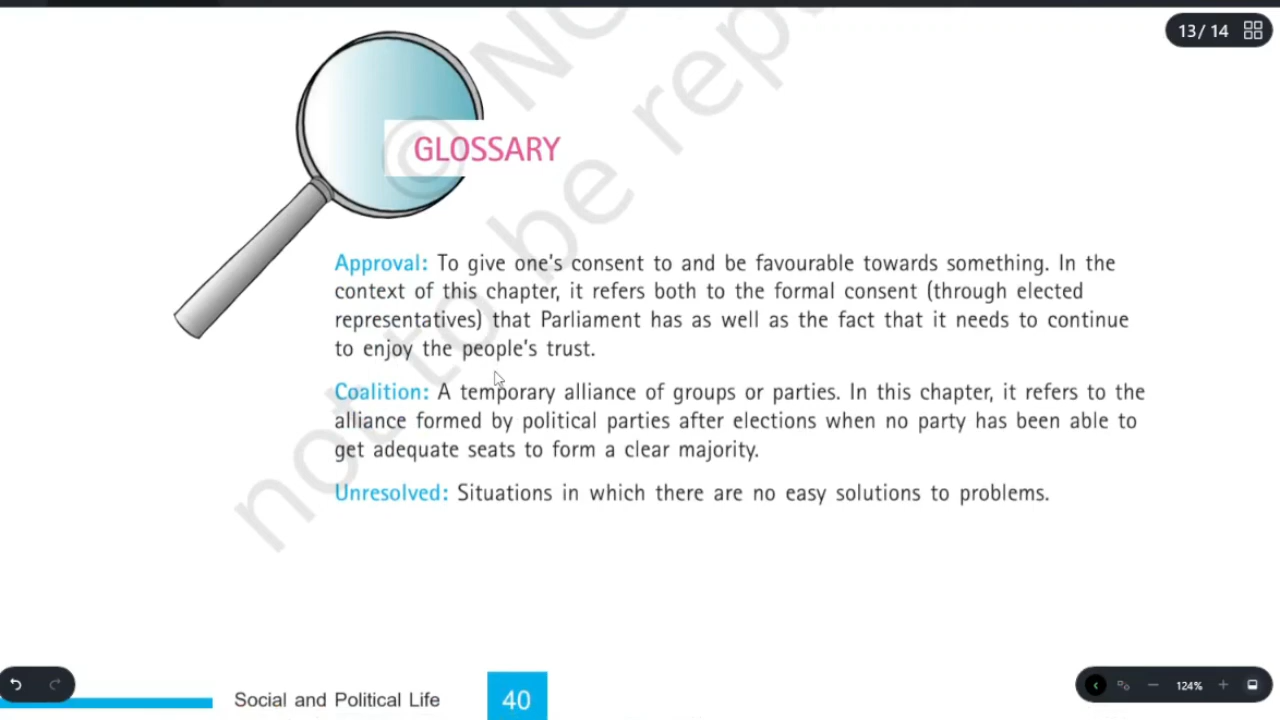 13/ 14
GLOSSARY
Approval: To give one's consent to and be favourable towards something. In the
context of this chapter, it refers both to the formal consent (through elected
representatives) that Parliament has as well as the fact that it needs to continue
to enjoy the people's trust.
Coalition: A temporary alliance of groups or parties. In this chapter, it refers to the
alliance formed by political parties after elections when no party has been able to
get adequate seats to form a clear majority.
Unresolved: Situations in which there are no easy solutions to problems.
© NC
not to be repu
Social and Political Life 40
124%